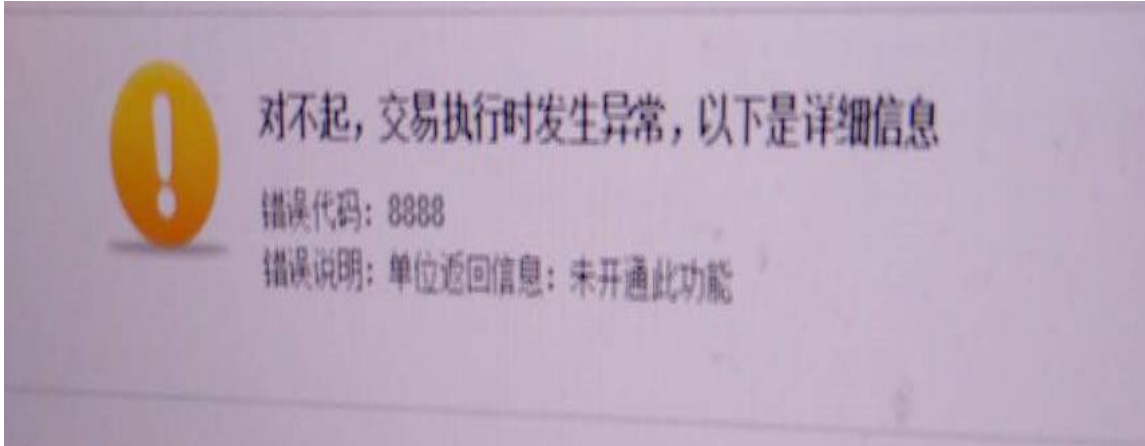 对不起，交易执行时发生异常，以下是详细信息
错误代码：8888
错误说明：单位返回信息：未开通此功能